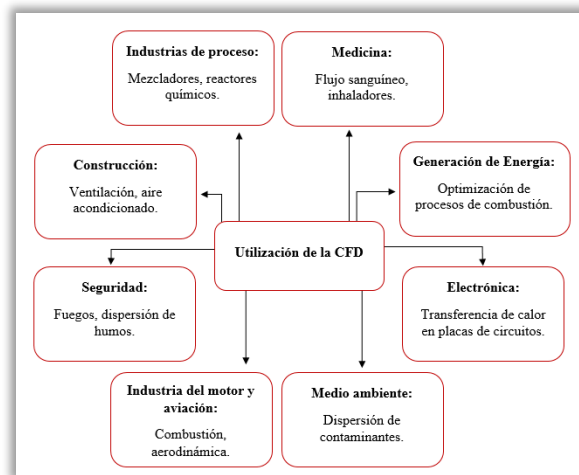 Industrias de proceso:
Mezcladores, reactores
químicos.
Medicina:
Flujo sanguíneo,
inhaladores.
Construcción:
Ventilación, aire
acondicionado.
Generación de Energía:
Optimización de
procesos de combustión.
Utilización de la CFD
Seguridad:
Fuegos, dispersión de
humos.
Electrónica:
Transferencia de calor
en placas de circuitos.
Industria del motor y
aviación:
Combustión,
aerodinámica.
Medio ambiente:
Dispersión de
contaminantes.